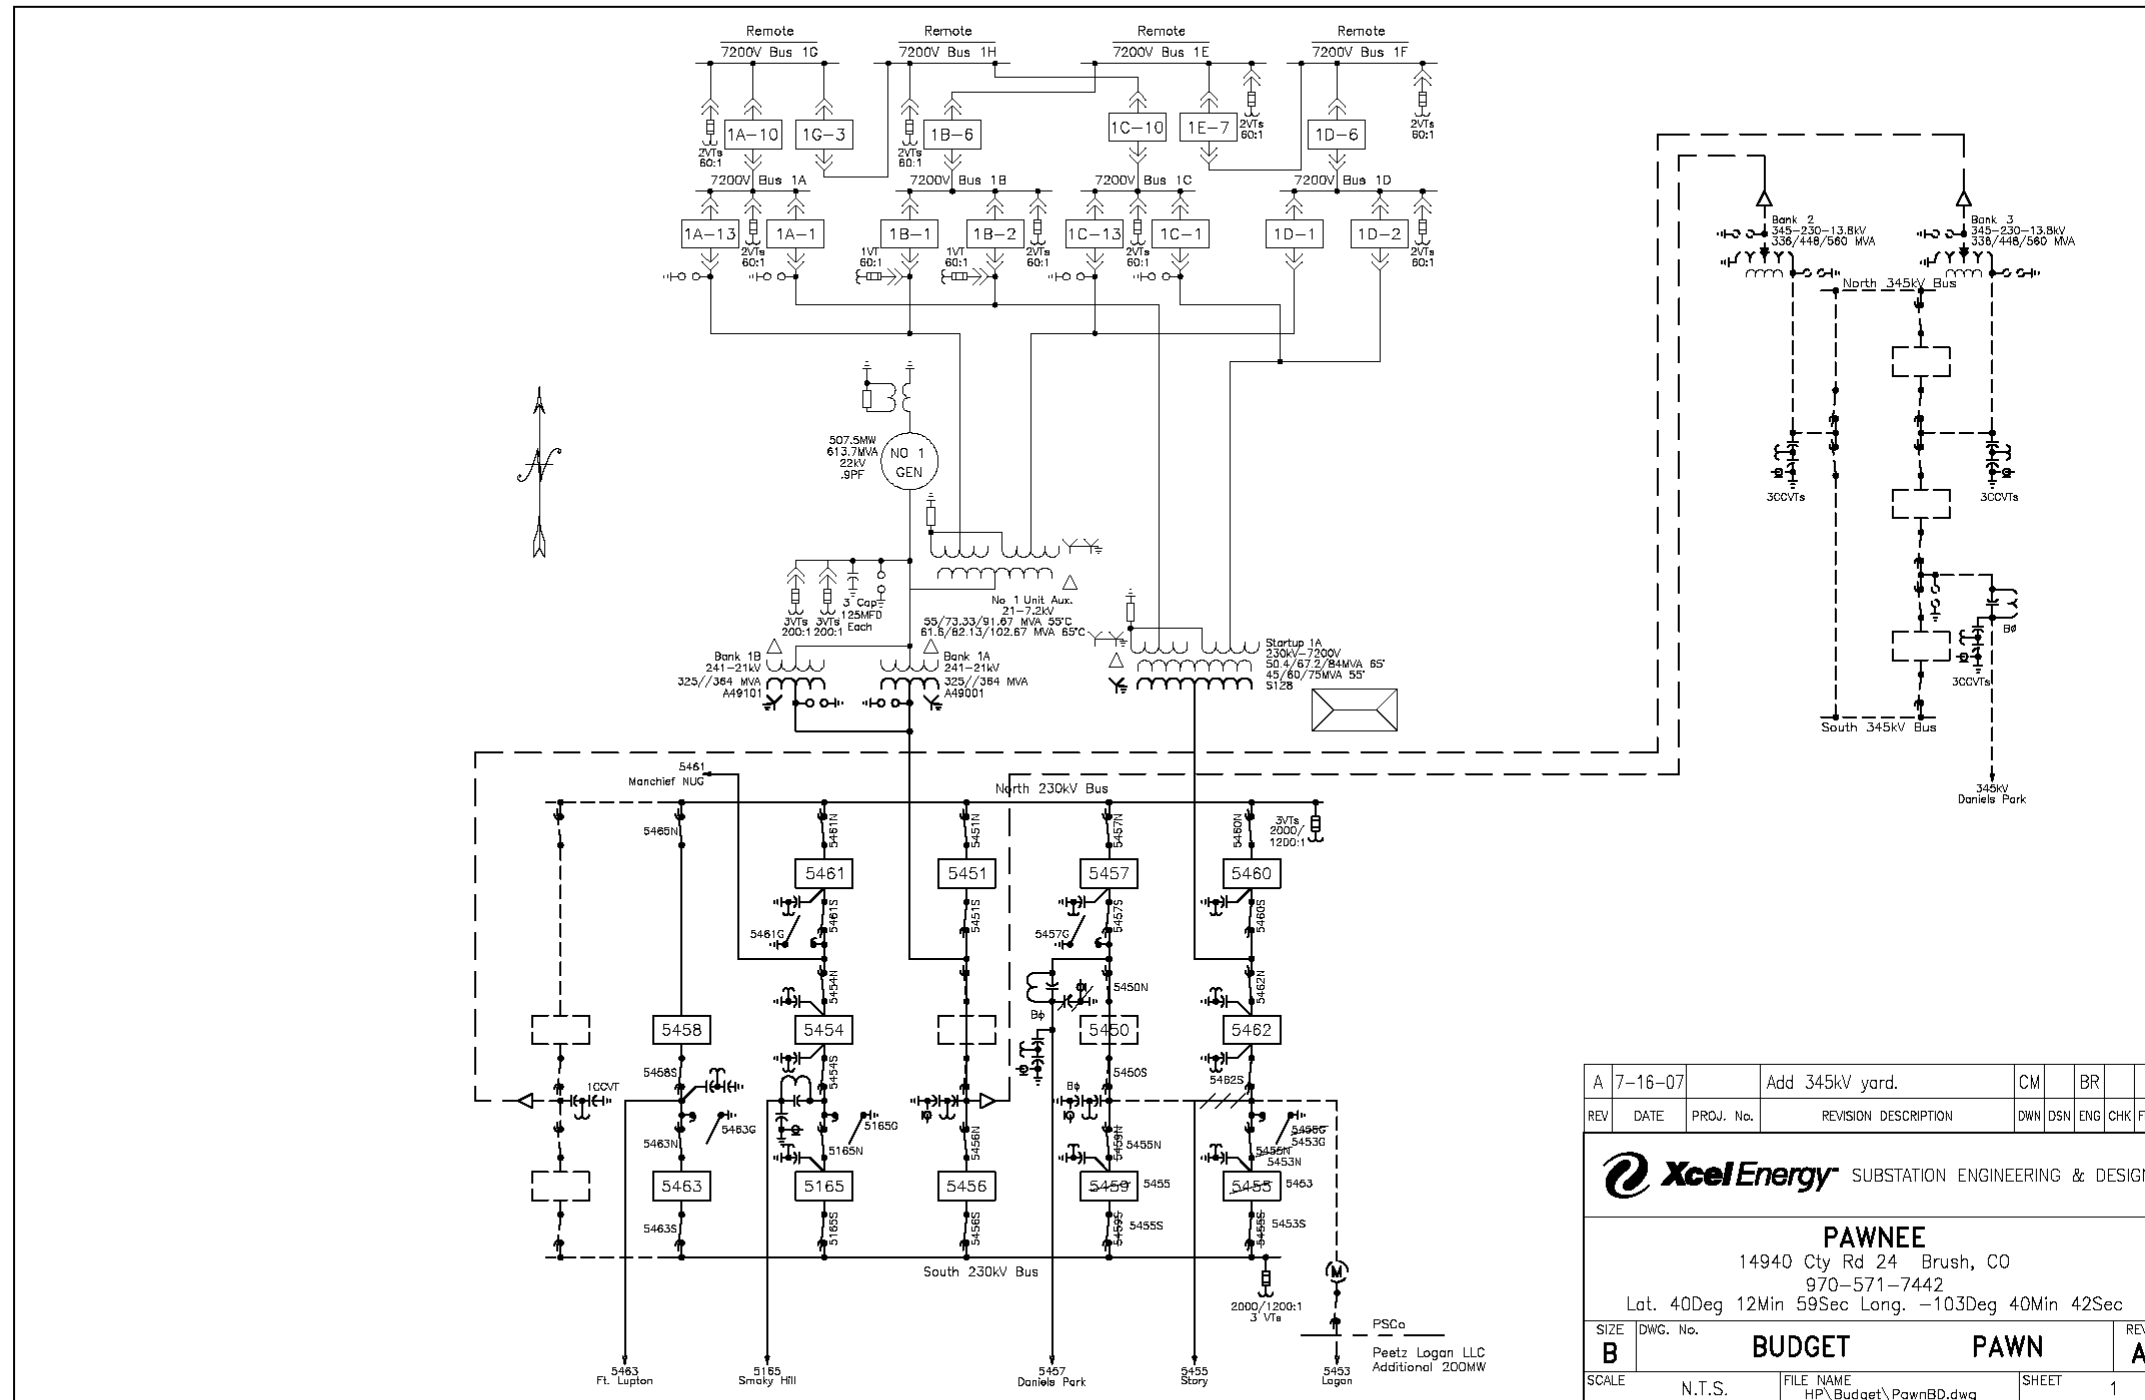 Remote
7200V Bus 1G
Remote
7200V Bus 1H
Remote
7200V Bus 1E
Remote
7200V Bus 1F
1A-10
1G-3
1B-6
1C-10
1E-7
1D-6
2VTs
60:1
2VTs
60:1
2VTs
60:1
2VTs
60:1
7200V Bus 1A
7200V Bus 1B
7200V Bus 1C
7200V Bus 1D
1A-13
1A-1
1B-1
1B-2
1C-13
1C-1
1D-1
1D-2
2VTs
60:1
1VT
60:1
1VT
60:1
2VTs
60:1
2VTs
60:1
2VTs
60:1
Bank 2
345-230-13.8kV
336/448/560 MVA
Bank 3
345-230-13.8kV
336/448/560 MVA
North 345kV Bus
3CCVTs
3CCVTs
BØ
3CCVTs
South 345kV Bus
345kV
Daniels Park
507.5MW
613.7MVA
22kV
.9PF
NO 1
GEN
3VTs
200:1
3VTs
200:1
3 Cap
125MFD
Each
No 1 Unit Aux.
21-7.2kV
55/73.33/91.67 MVA 55°C
61.6/82.13/102.67 MVA 65°C
Bank 1B
241-21kV
325//364 MVA
A49101
Bank 1A
241-21kV
325//364 MVA
A49001
Startup 1A
230kV-7200V
50.4/67.2/84MVA 65°
45/60/75MVA 55°
S128
5461
Manchief NUG
North 230kV Bus
3VTs
2000/
1200:1
5465N
5461N
5451N
5457N
5460N
5461
5451
5457
5460
5461S
5451S
5457S
5460S
5461G
5457G
5454N
5450N
5462N
Bϕ
5458
5454
5450
5462
5458S
5454S
5450S
5462S
1CCVT
Bϕ
5463G
5165G
5455G
5453G
5463N
5165N
5456N
5459N
5455N
5455N
5453N
5463
5165
5456
5459
5455
5455
5453
5463S
5165S
5456S
5459S
5455S
5455S
5453S
South 230kV Bus
2000/1200:1
3 VTs
M
PSCo
Peetz Logan LLC
Additional 200MW
5463
Ft. Lupton
5165
Smoky Hill
5457
Daniels Park
5455
Story
5453
Logan
A 7-16-07 Add 345kV yard. CM BR
REV DATE PROJ. No. REVISION DESCRIPTION DWN DSN ENG CHK
Xcel Energy SUBSTATION ENGINEERING & DESIGN
PAWNEE
14940 Cty Rd 24 Brush, CO
970-571-7442
Lat. 40Deg 12Min 59Sec Long. -103Deg 40Min 42Sec
SIZE DWG. No. REV
B BUDGET PAWN A
SCALE N.T.S. FILE NAME HP\Budget\PawnBD.dwg SHEET 1